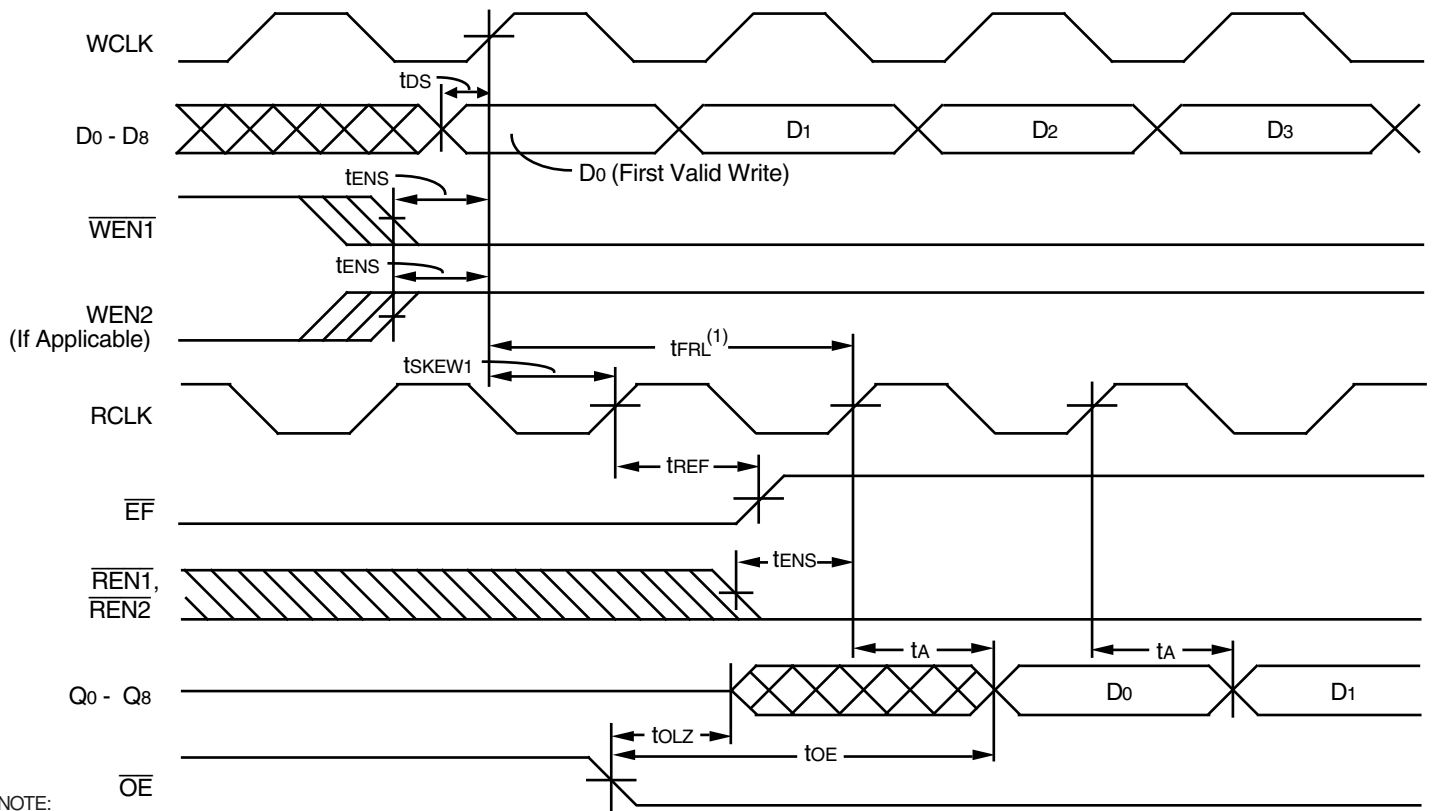 WCLK
tDS
D0 - D8
D1
D2
D3
D0 (First Valid Write)
tENS
WEN1
tENS
WEN2
(If Applicable)
tFRL(1)
tSKEW1
RCLK
tREF
EF
tENS
REN1,
REN2
tA
tA
Q0 - Q8
D0
D1
tOLZ
tOE
OE
NOTE: